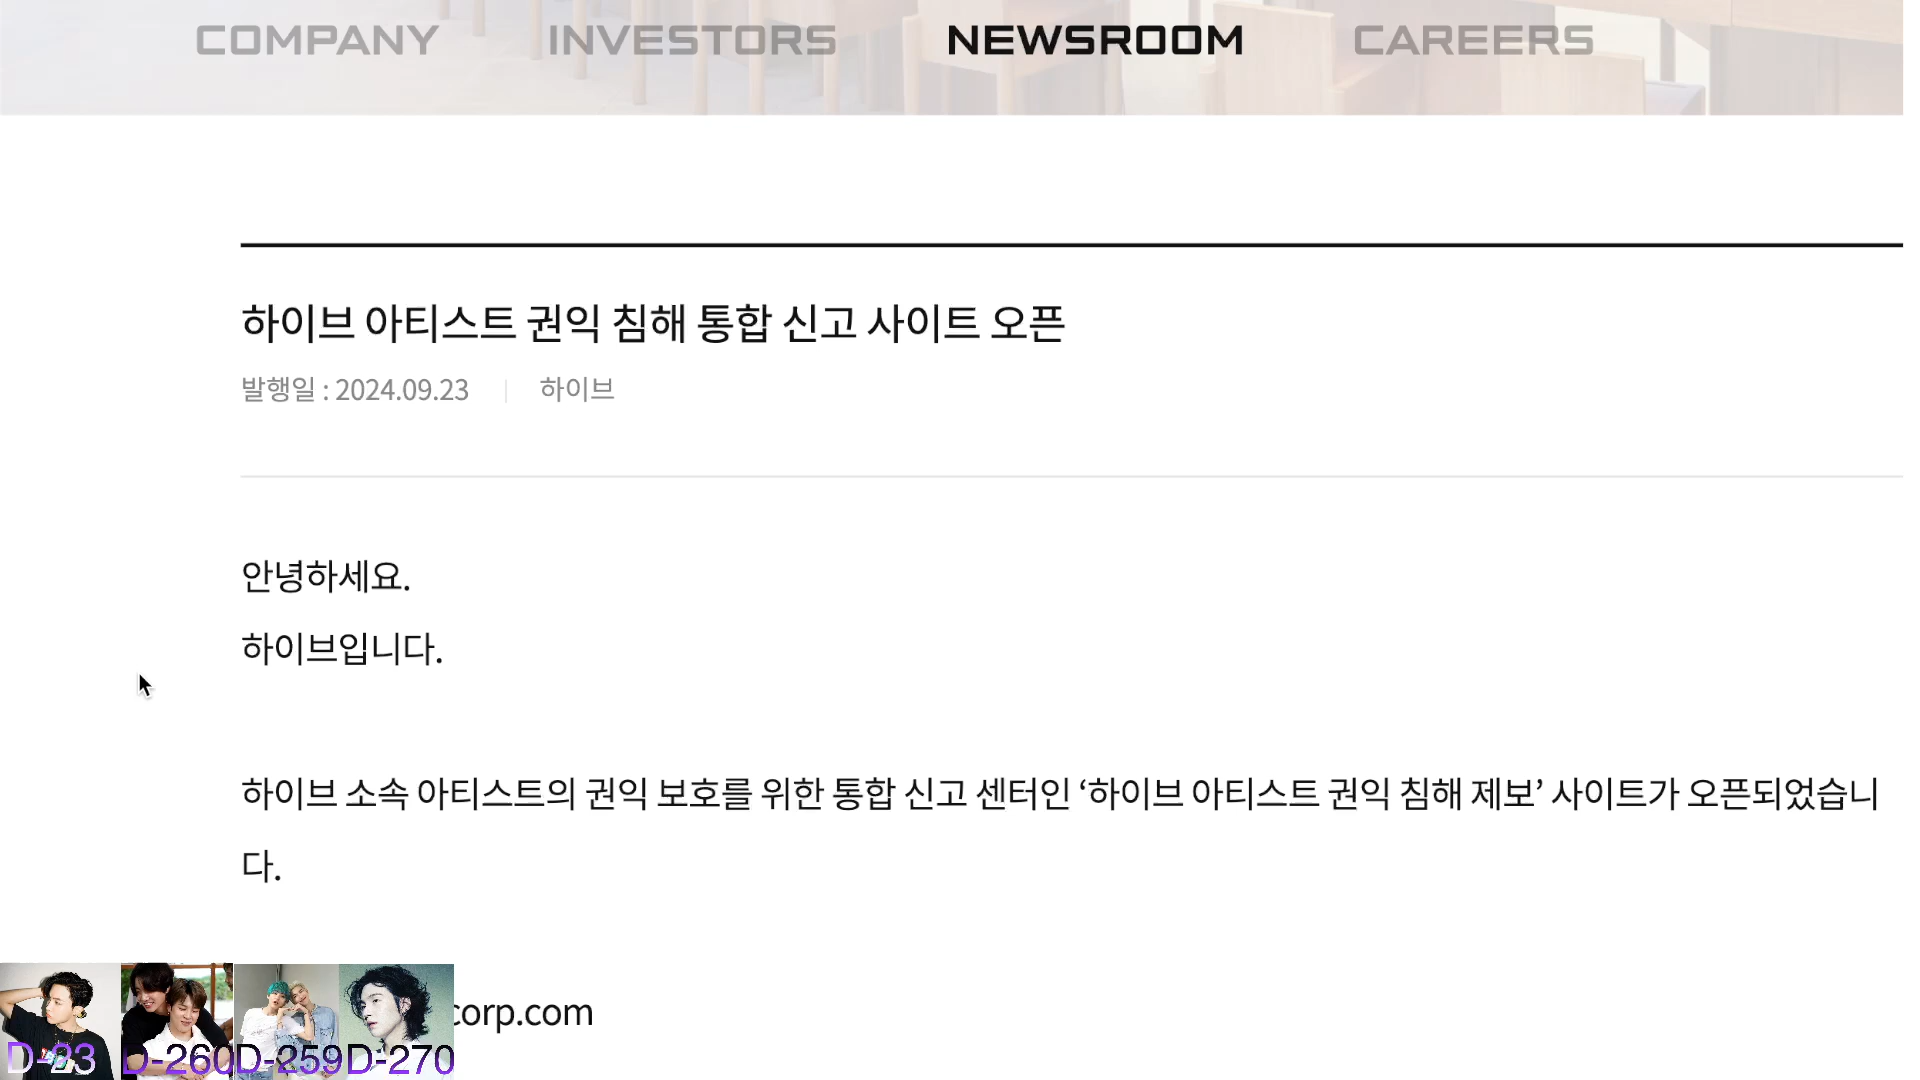 COMPANY INVESTORS NEWSROOM CAREERS
하이브 아티스트 권익 침해 통합 신고 사이트 오픈
발행일 : 2024.09.23 | 하이브
안녕하세요.
하이브입니다.
하이브 소속 아티스트의 권익 보호를 위한 통합 신고 센터인 ‘하이브 아티스트 권익 침해 제보’ 사이트가 오픈되었습니
다.
corp.com
D-23 D-260 D-259 D-270